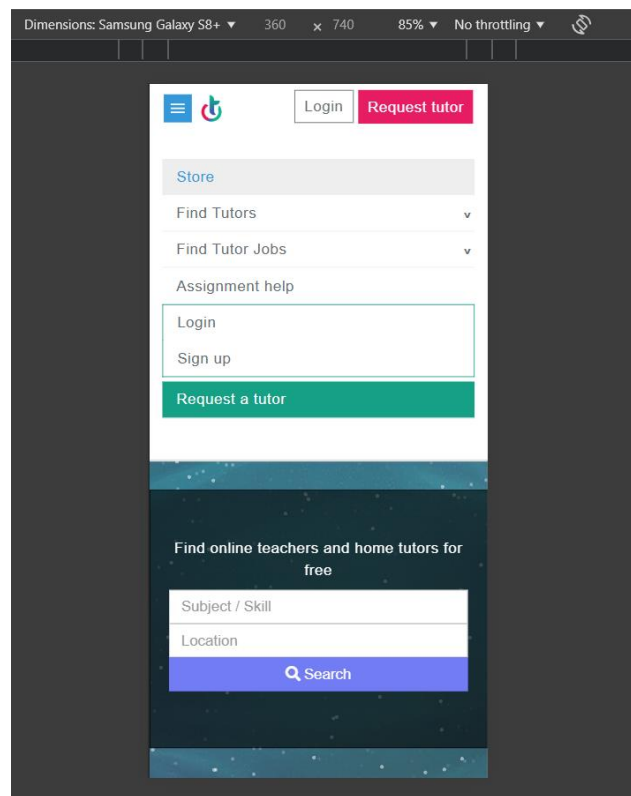 Dimensions: Samsung Galaxy S8+ ▼ 360 x 740 85% ▼ No throttling ▼
Login Request tutor
Store
Find Tutors v
Find Tutor Jobs v
Assignment help
Login
Sign up
Request a tutor
Find online teachers and home tutors for
free
Subject / Skill
Location
Search